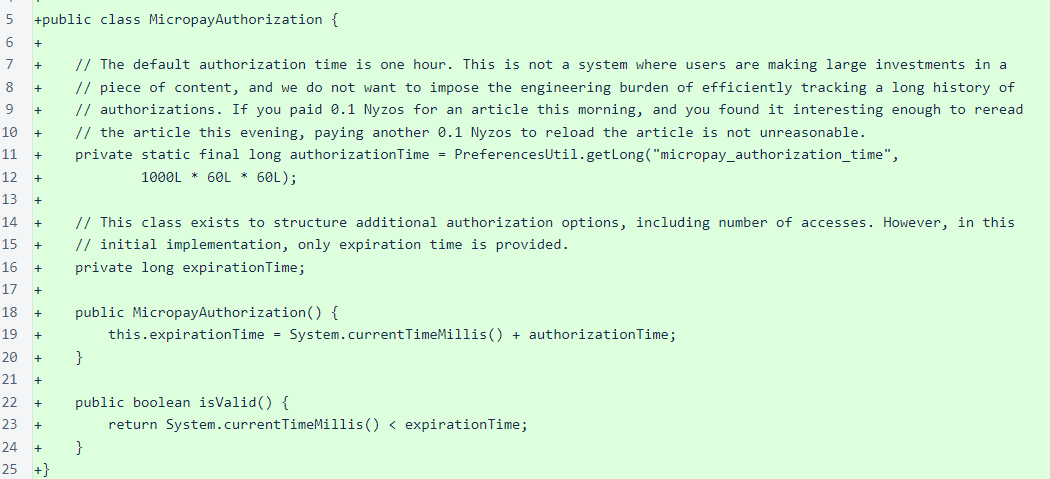 5 +public class MicropayAuthorization {
6 +
7 +    // The default authorization time is one hour. This is not a system where users are making large investments in a
8 +    // piece of content, and we do not want to impose the engineering burden of efficiently tracking a long history of
9 +    // authorizations. If you paid 0.1 Nyzos for an article this morning, and you found it interesting enough to reread
10 +    // the article this evening, paying another 0.1 Nyzos to reload the article is not unreasonable.
11 +    private static final long authorizationTime = PreferencesUtil.getLong("micropay_authorization_time",
12 +            1000L * 60L * 60L);
13 +
14 +    // This class exists to structure additional authorization options, including number of accesses. However, in this
15 +    // initial implementation, only expiration time is provided.
16 +    private long expirationTime;
17 +
18 +    public MicropayAuthorization() {
19 +        this.expirationTime = System.currentTimeMillis() + authorizationTime;
20 +    }
21 +
22 +    public boolean isValid() {
23 +        return System.currentTimeMillis() < expirationTime;
24 +    }
25 +}